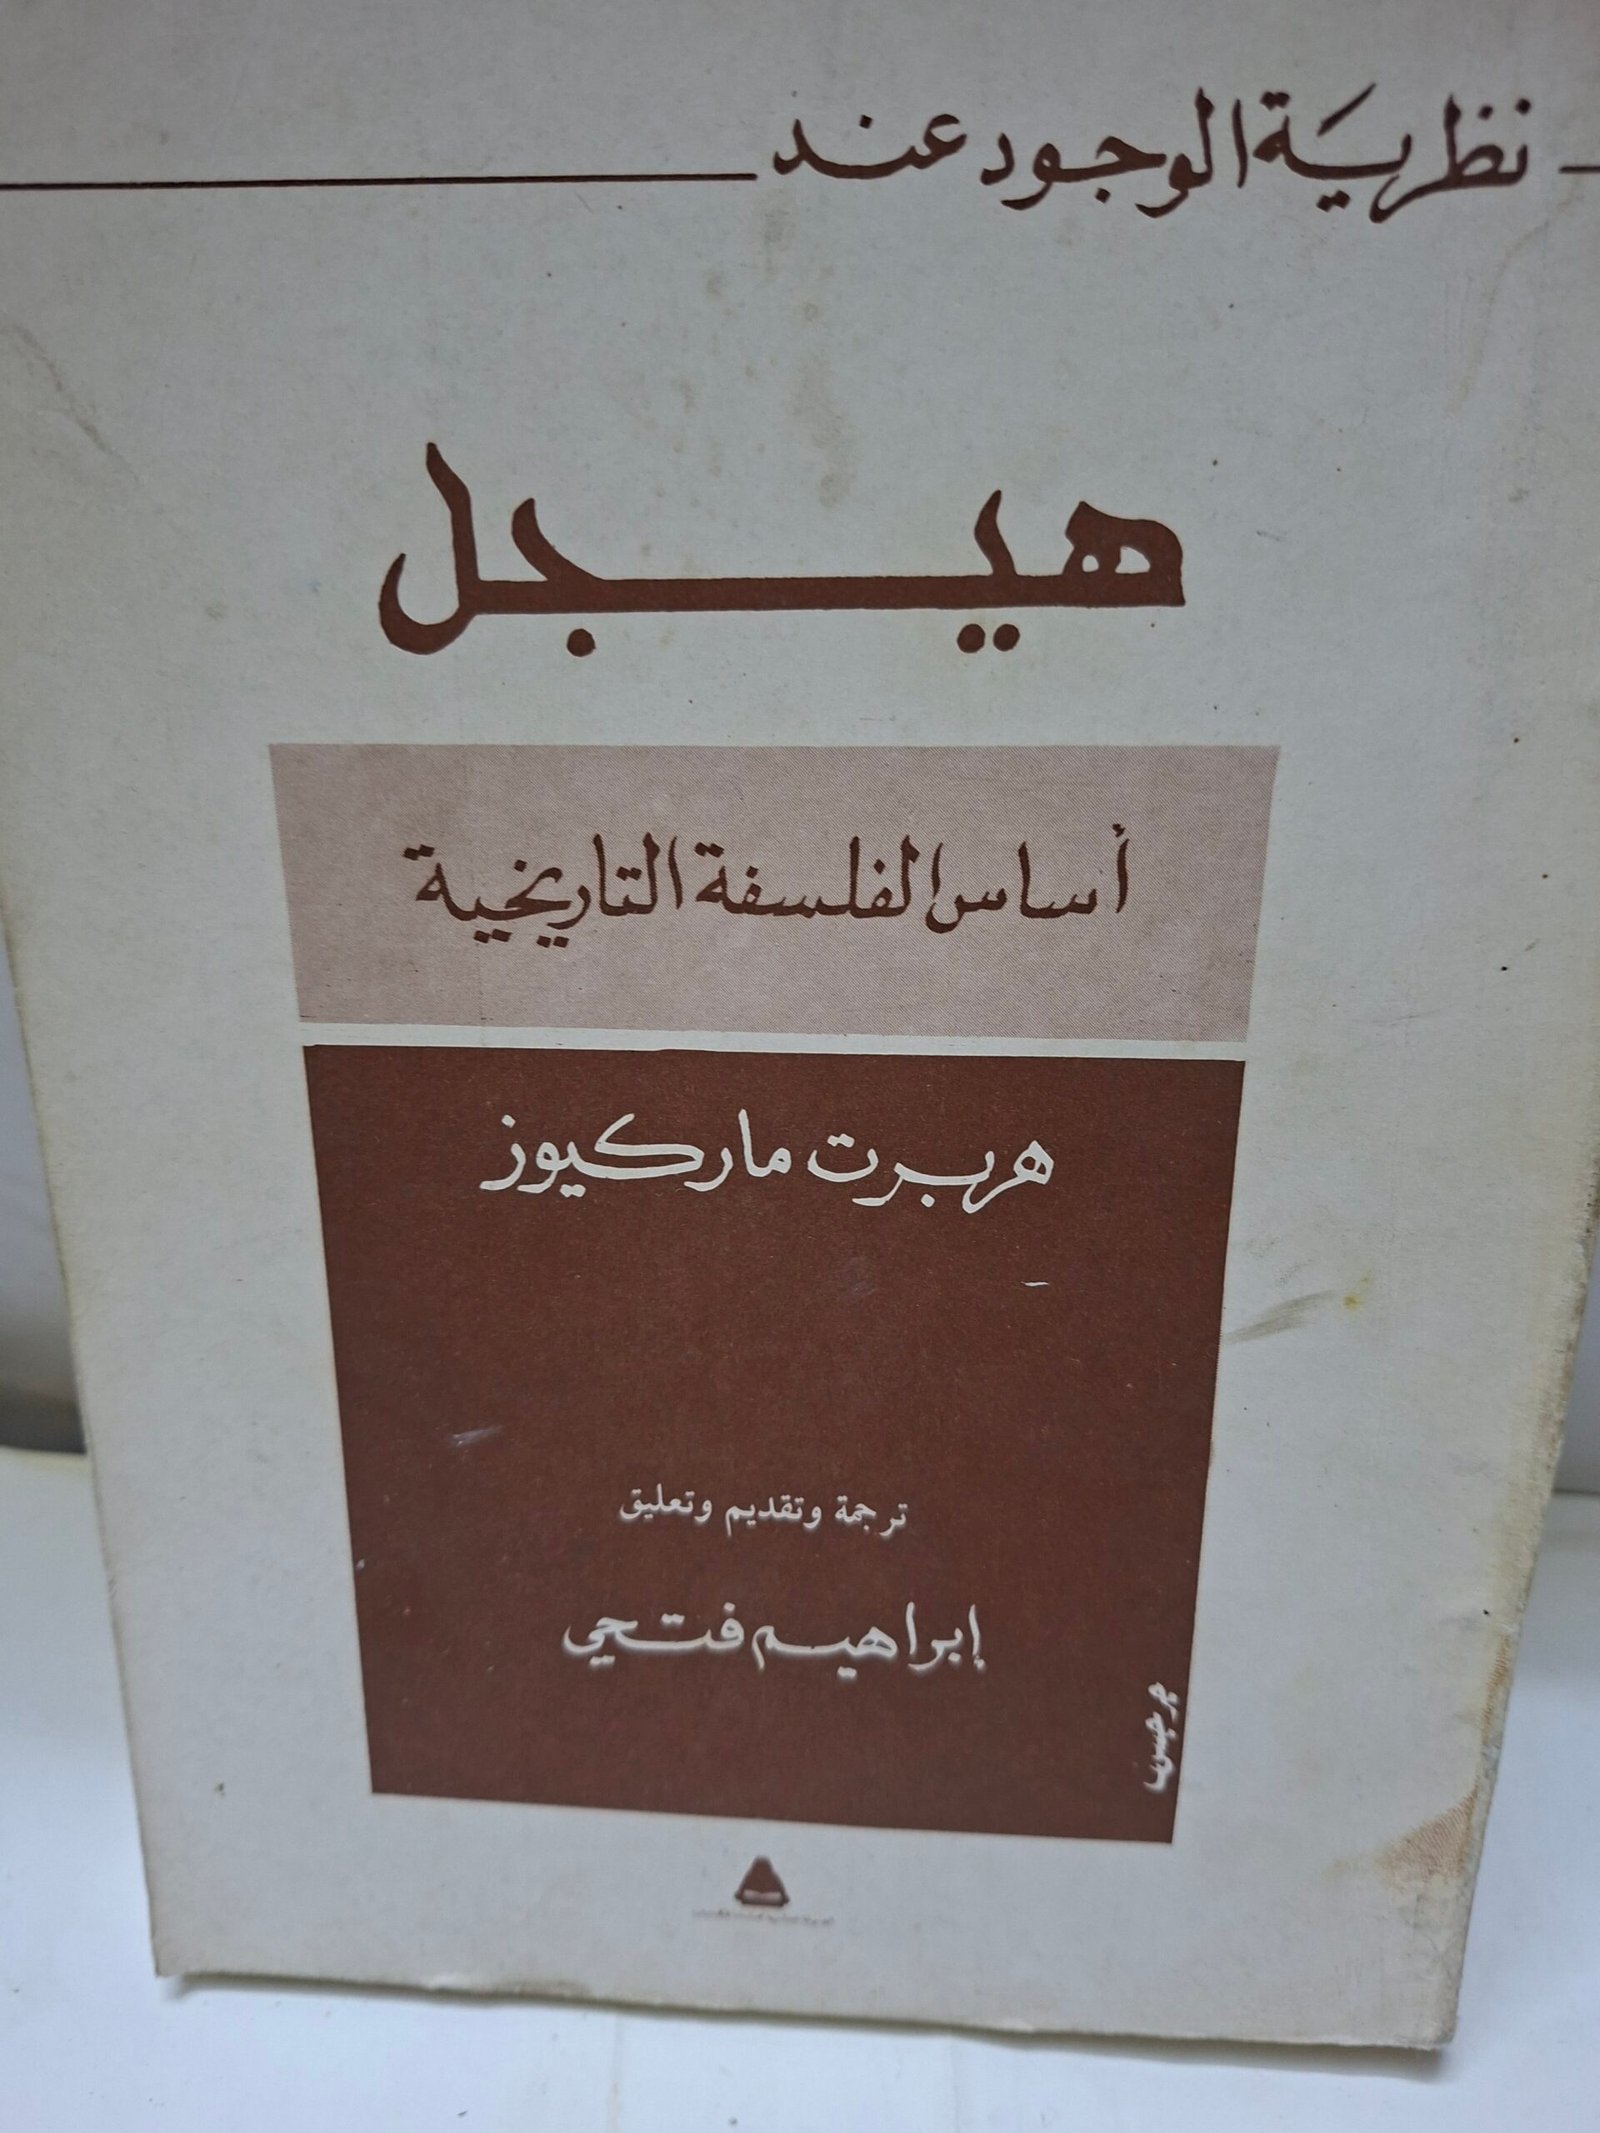 نظرية الوجود عند
هيجل
أساس الفلسفة التاريخية
هربرت ماركيوز
ترجمة وتقديم وتعليق
إبراهيم فتحي